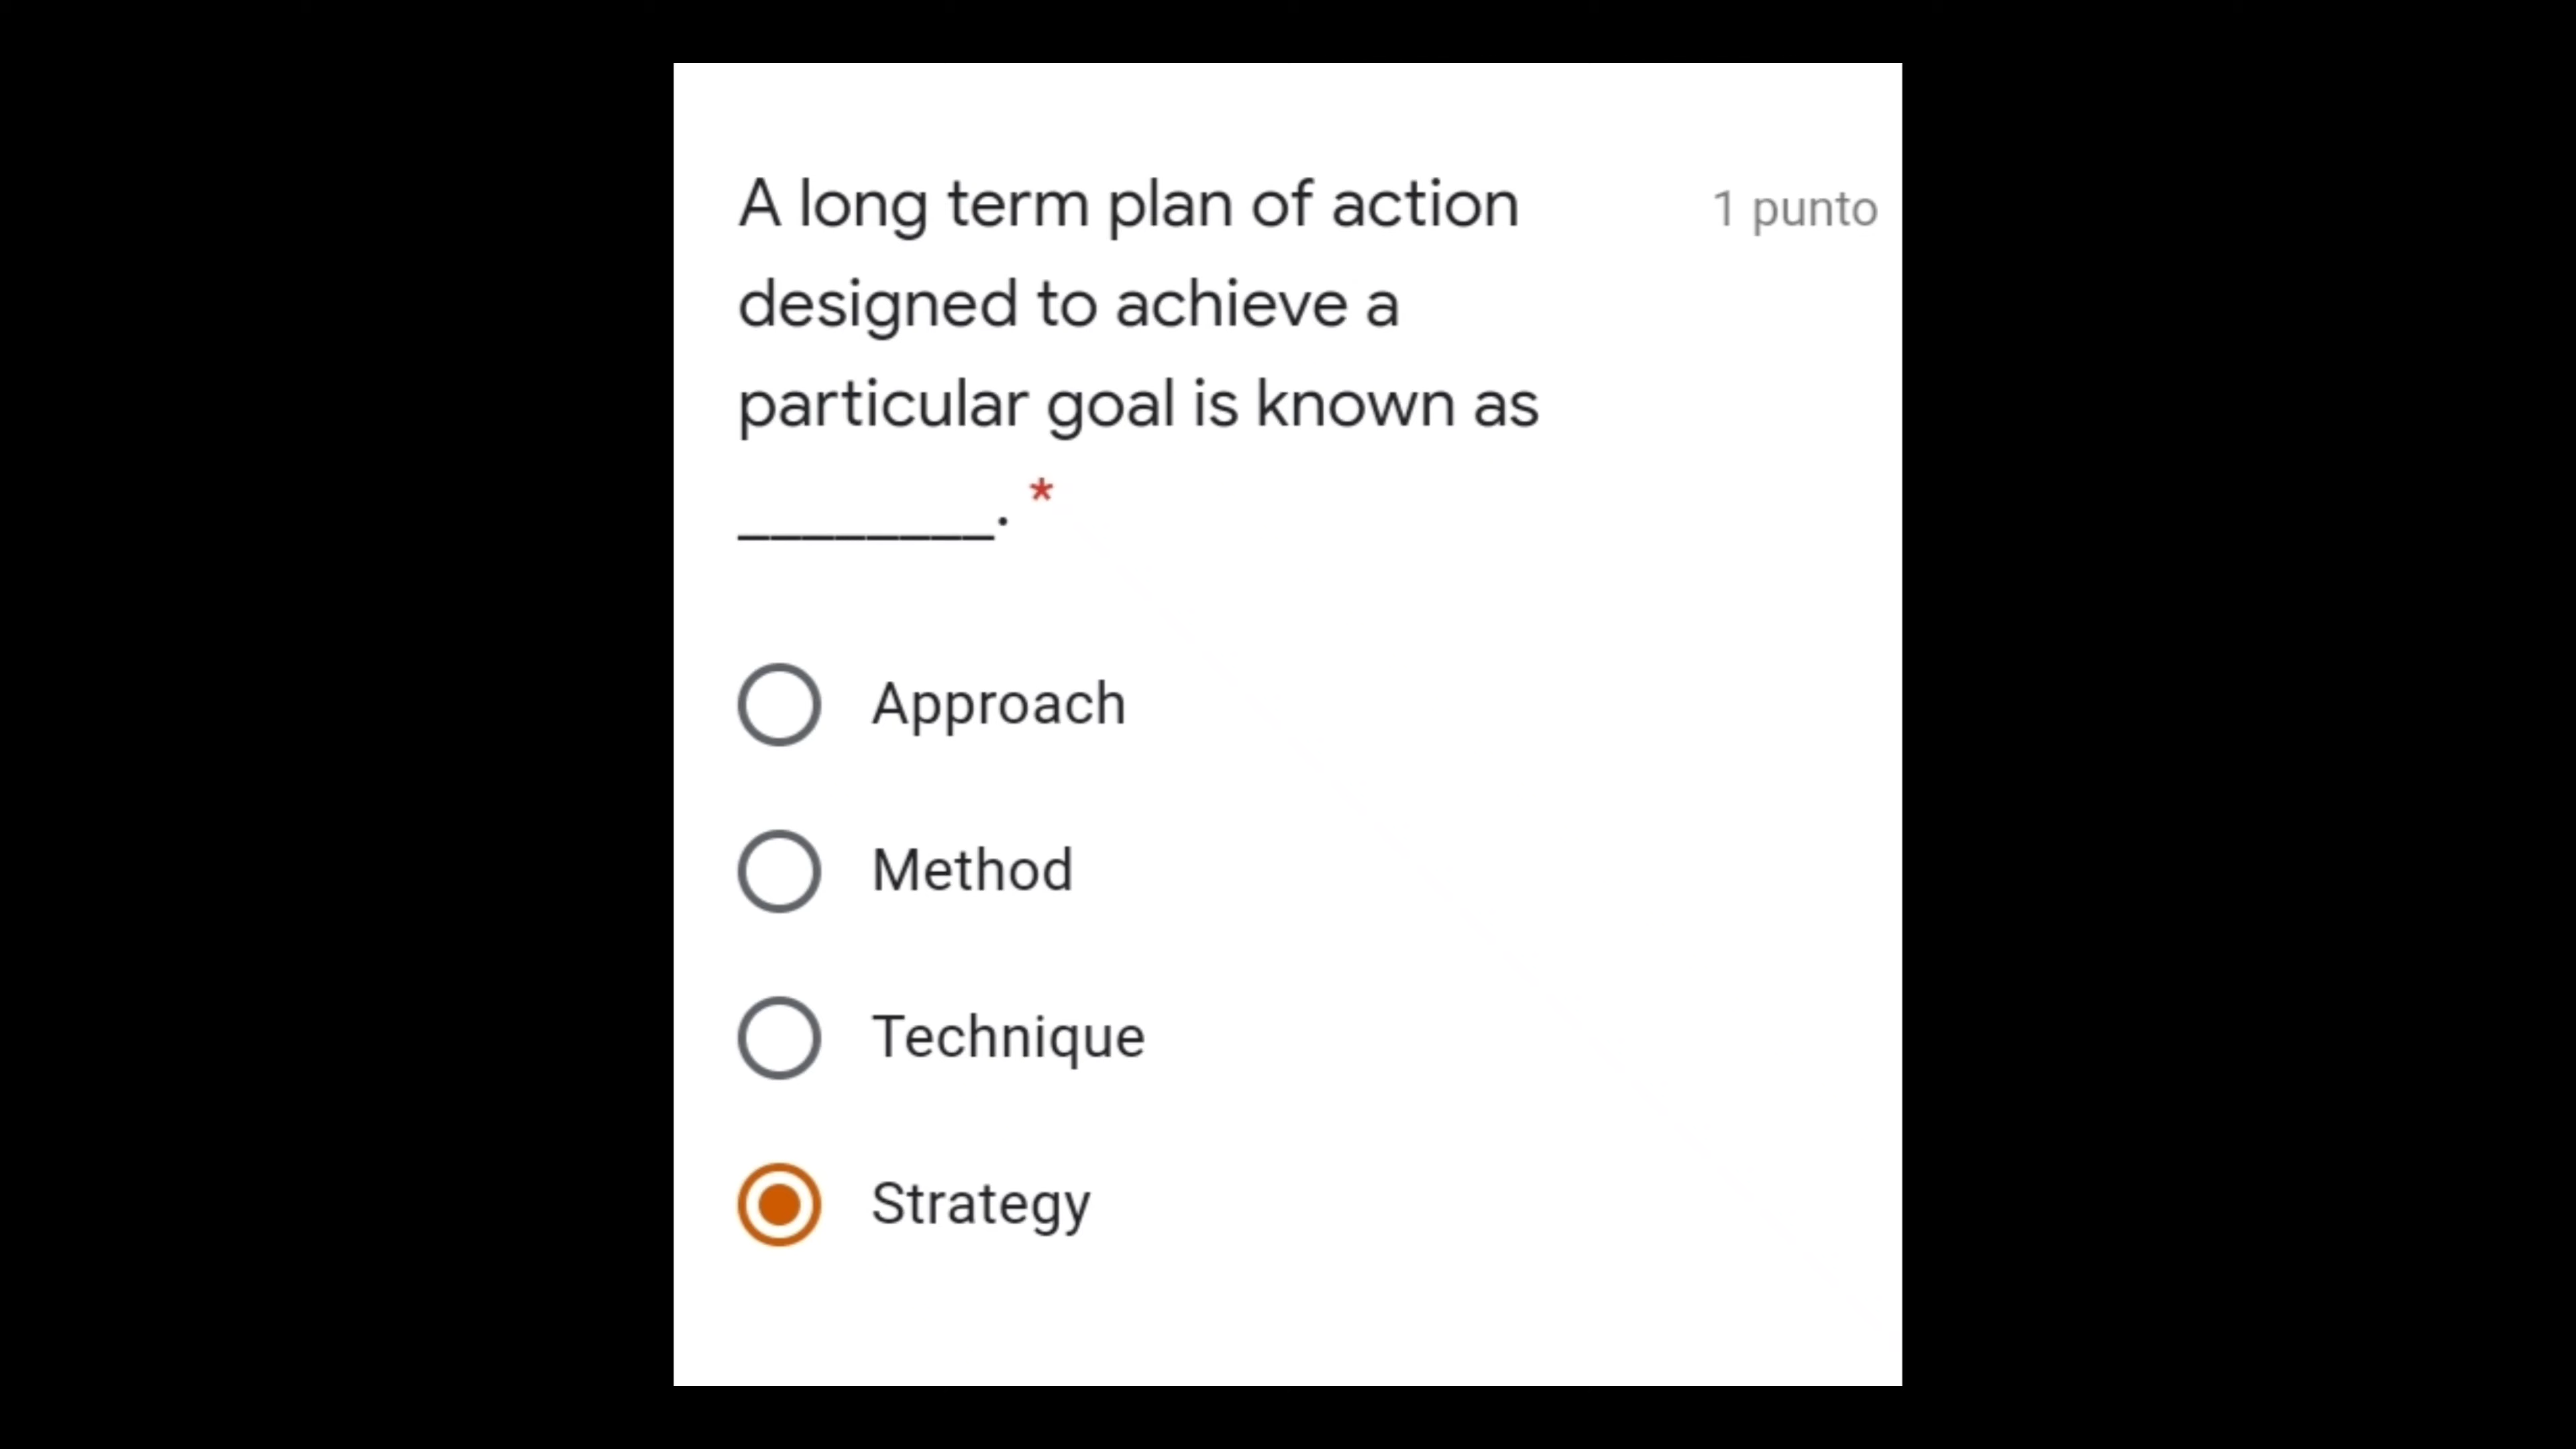 A long term plan of action
1 punto
designed to achieve a
particular goal is known as
________. *
Approach
Method
Technique
Strategy